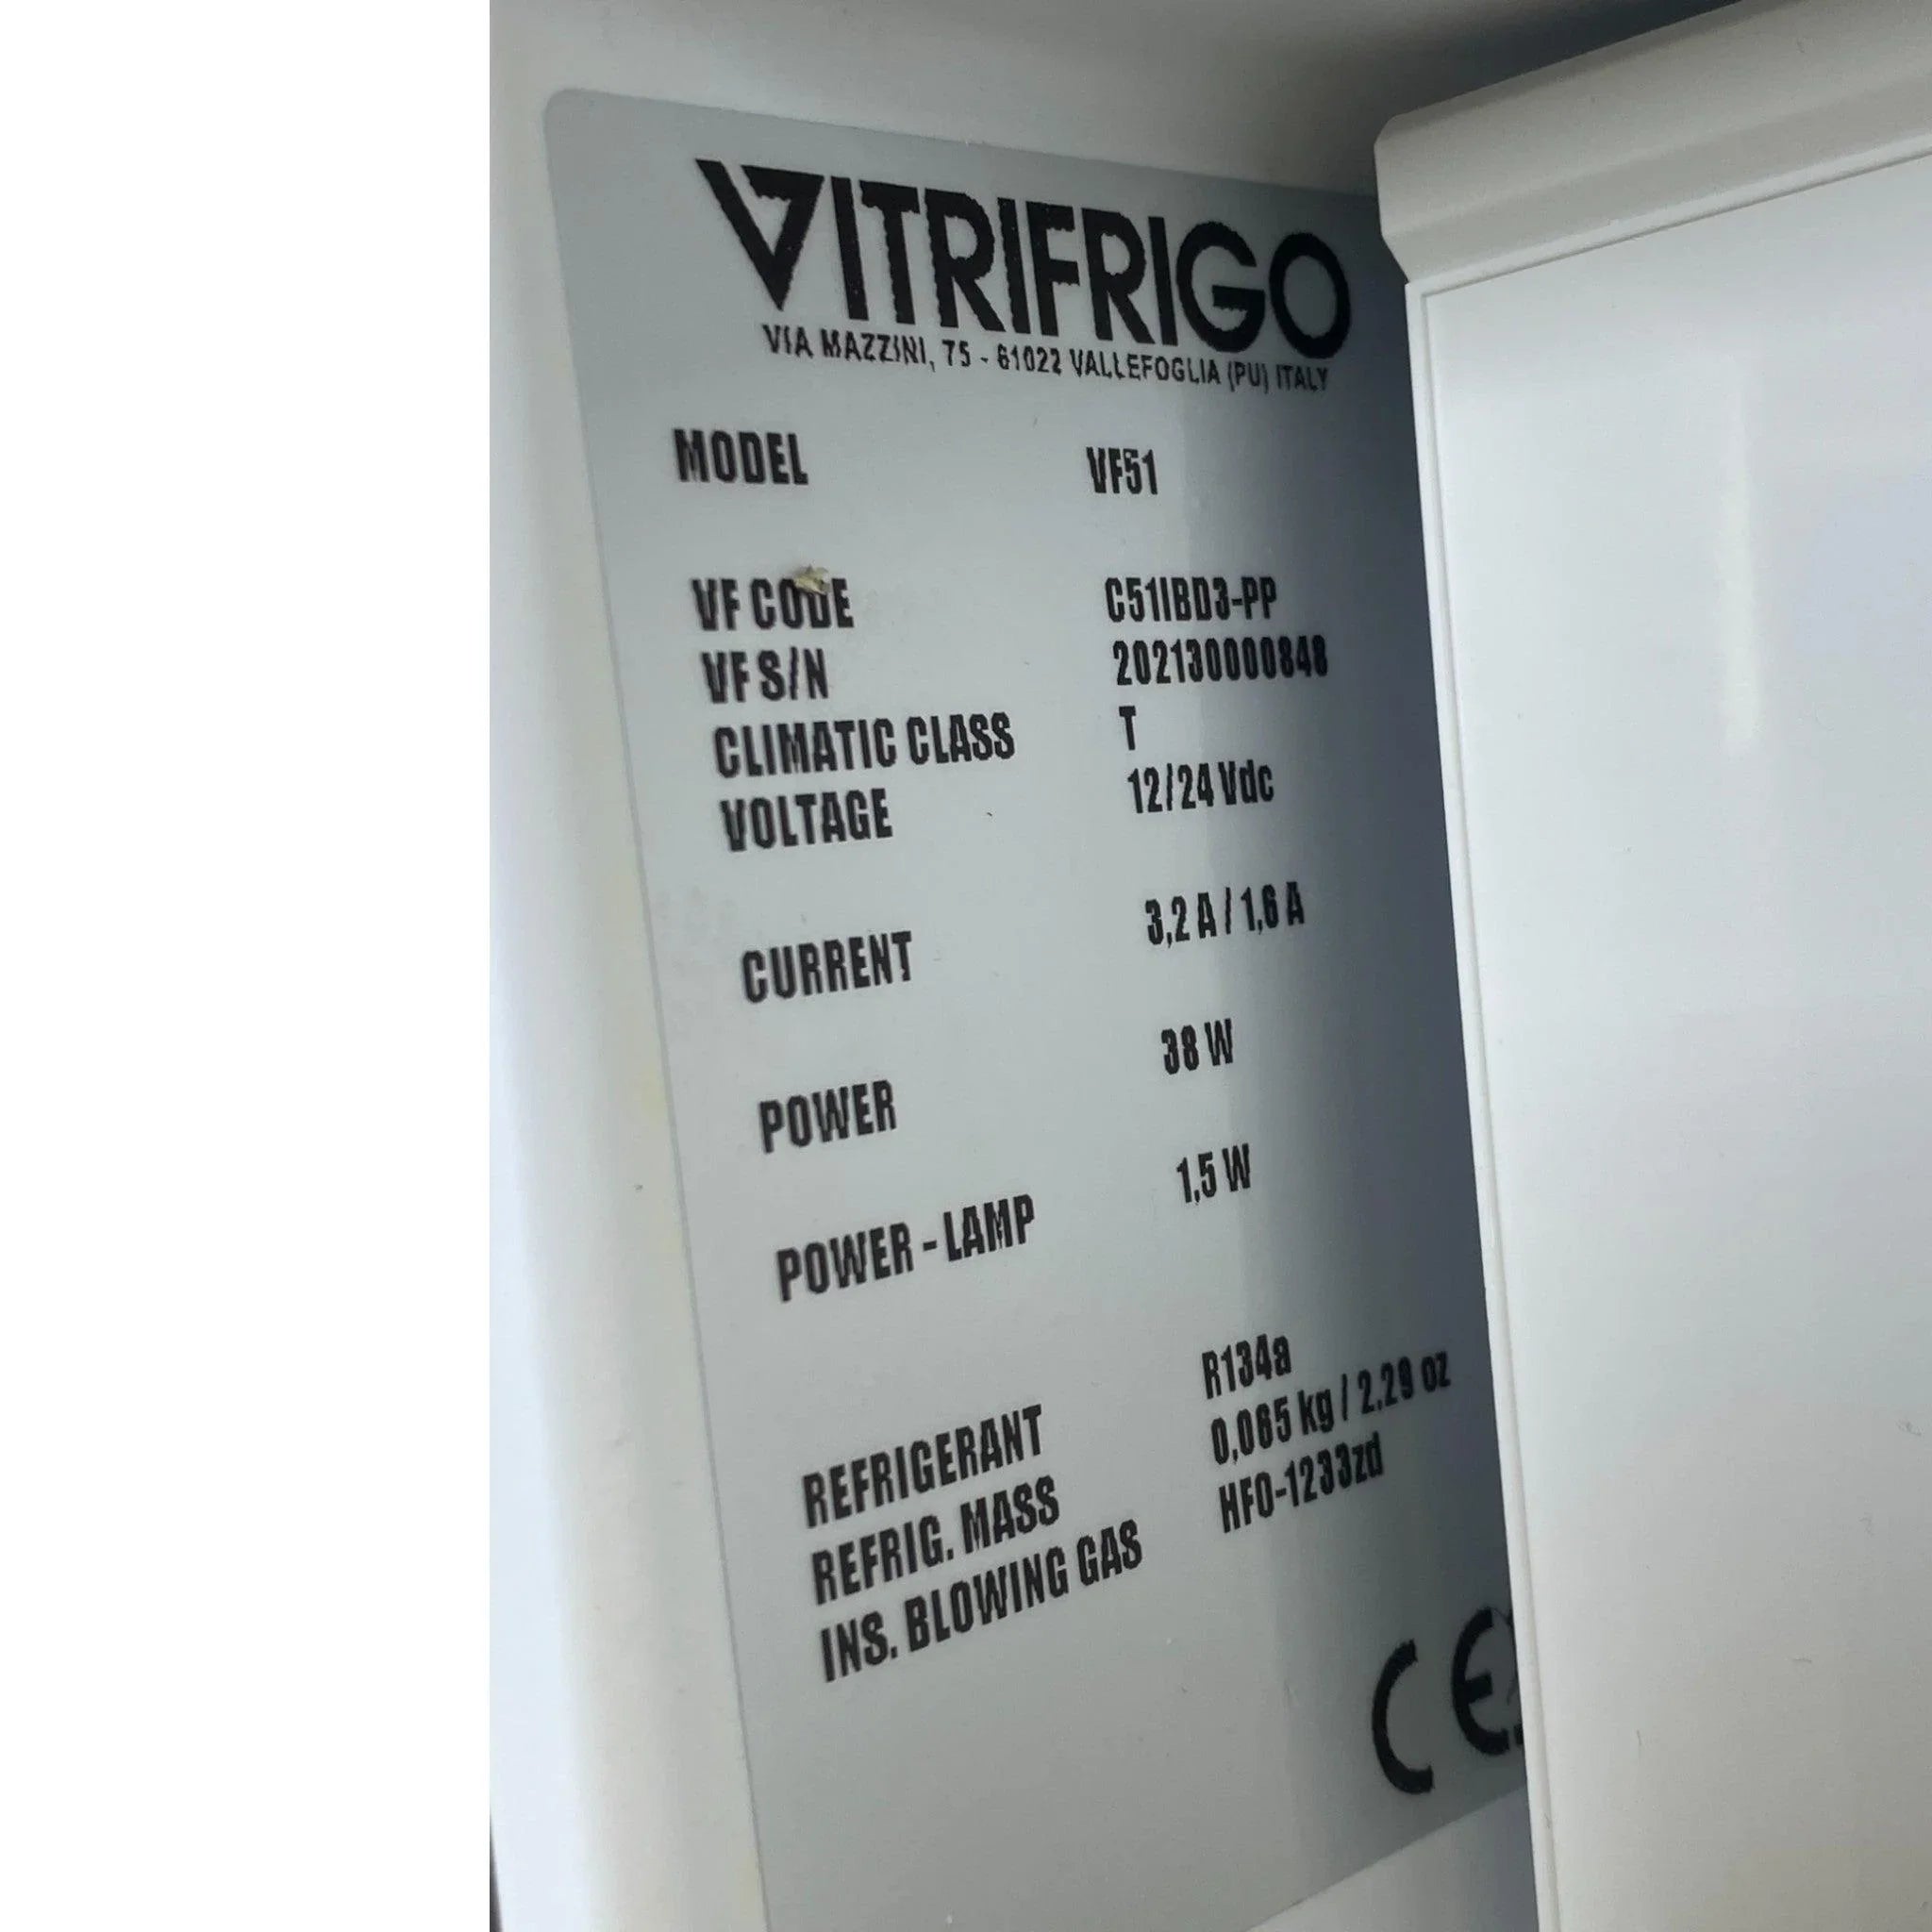 VITRIFRIGO
VIA MAZZINI, 75 - 61022 VALLEFOGLIA (PU) ITALY
MODEL VF51
VF CODE C51IBD3-PP
VF S/N 202130000848
CLIMATIC CLASS T
VOLTAGE 12/24 Vdc
CURRENT 3,2 A / 1,6 A
POWER 38 W
POWER - LAMP 1,5 W
REFRIGERANT R134a
REFRIG. MASS 0,065 kg / 2.29 oz
INS. BLOWING GAS HFO-1233zd
CE